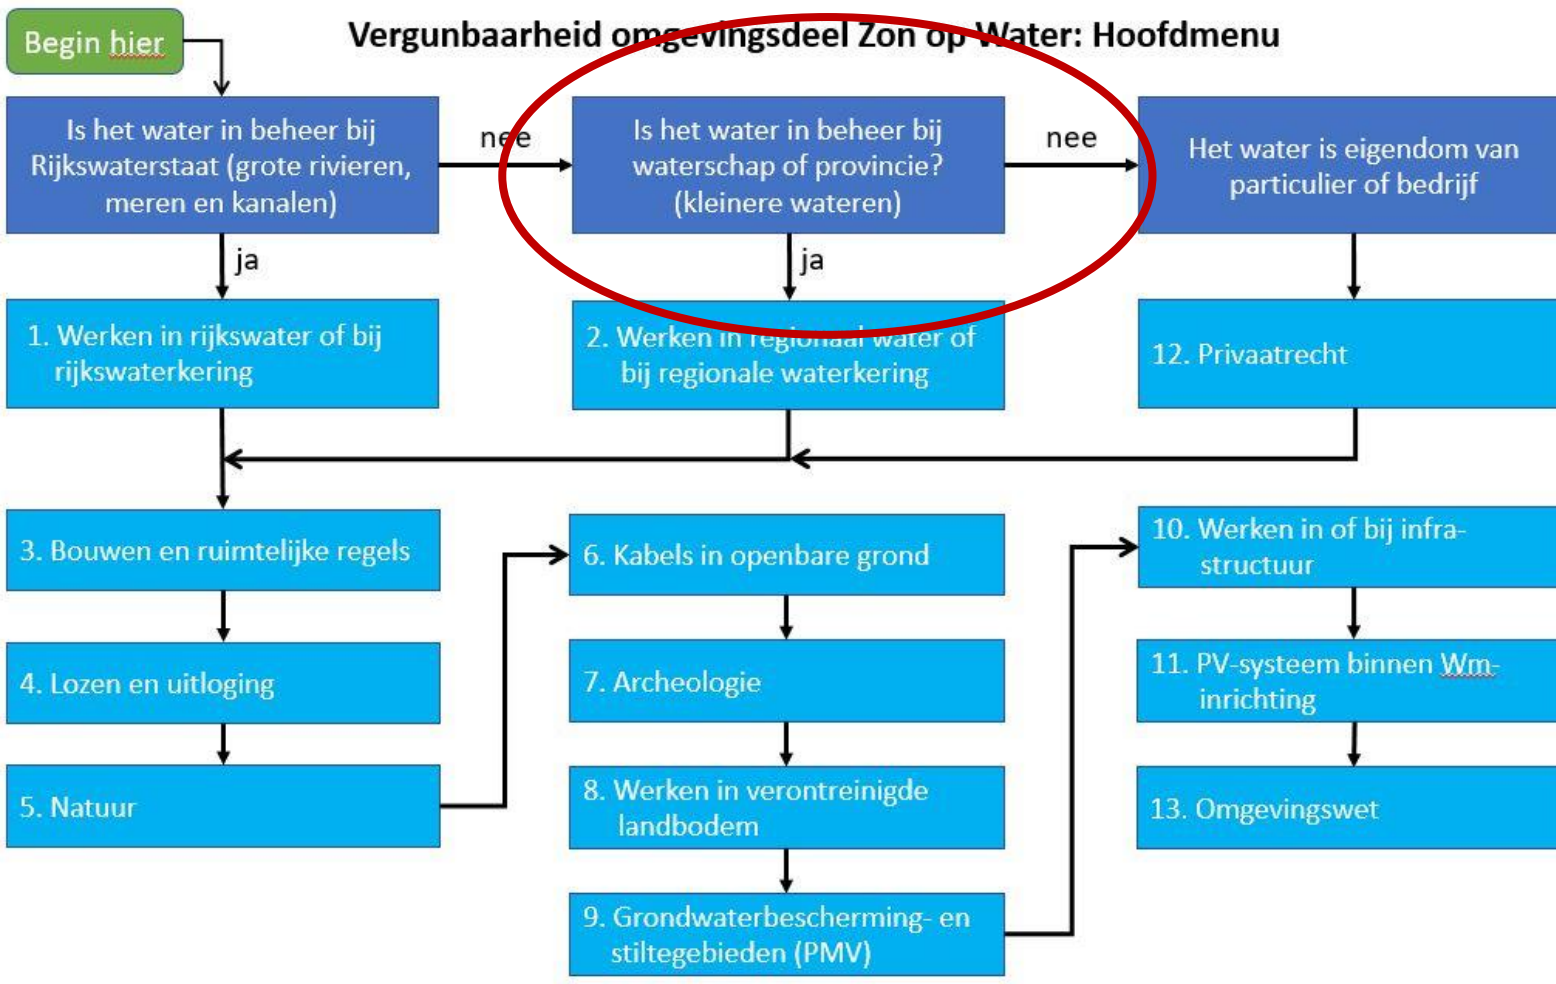 Begin hier
Vergunbaarheid omgevingsdeel Zon op Water: Hoofdmenu
Is het water in beheer bij
Rijkswaterstaat (grote rivieren,
meren en kanalen)
nee
Is het water in beheer bij
waterschap of provincie?
(kleinere wateren)
nee
Het water is eigendom van
particulier of bedrijf
ja
ja
1. Werken in rijkswater of bij
rijkswaterkering
2. Werken in regionaal water of
bij regionale waterkering
12. Privaatrecht
3. Bouwen en ruimtelijke regels
4. Lozen en uitloging
5. Natuur
6. Kabels in openbare grond
7. Archeologie
8. Werken in verontreinigde
landbodem
9. Grondwaterbescherming- en
stiltegebieden (PMV)
10. Werken in of bij infra-
structuur
11. PV-systeem binnen Wm-
inrichting
13. Omgevingswet